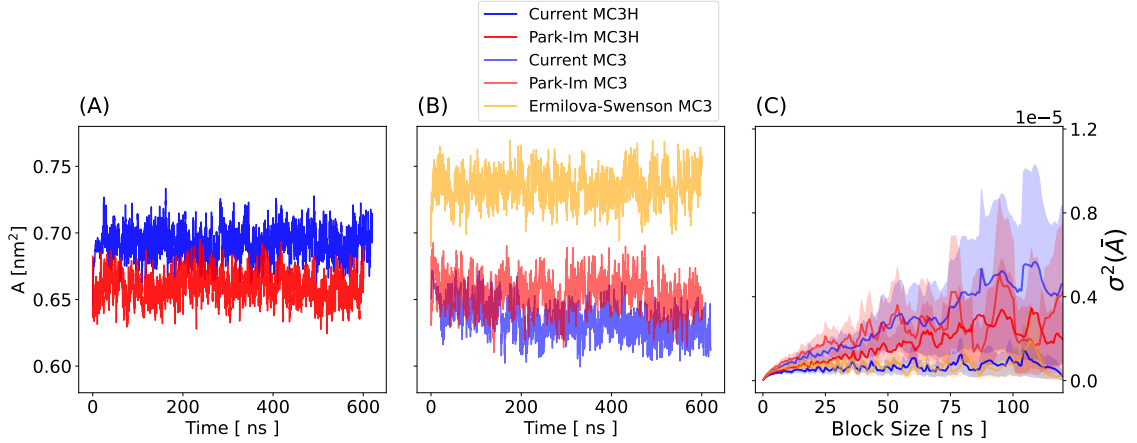 Current MC3H
Park-Im MC3H
Current MC3
Park-Im MC3
Ermilova-Swenson MC3
(A)
(B)
(C)
1e−5
A [nm²]
0.75
0.70
0.65
0.60
0 200 400 600
Time [ ns ]
0 200 400 600
Time [ ns ]
0 25 50 75 100
Block Size [ ns ]
1.2
0.8
0.4
0.0
σ²(Ā)